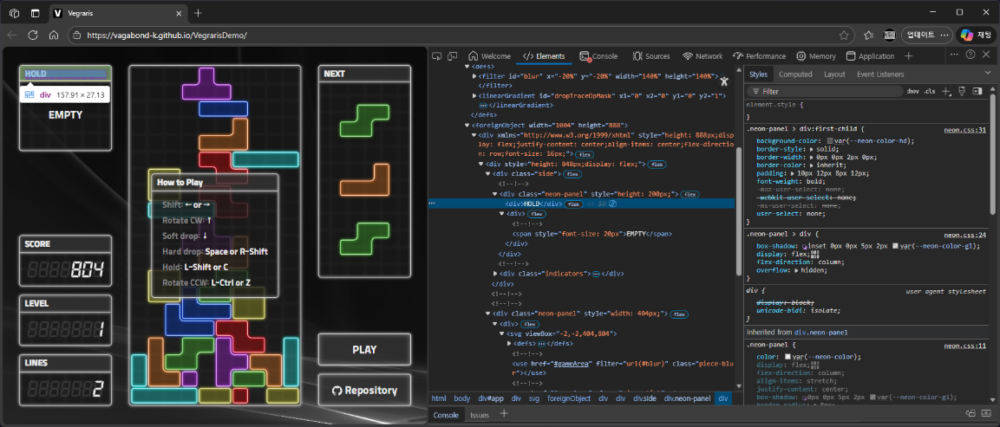 Vegraris
https://vagabond-k.github.io/VegrarisDemo/
업데이트
채팅
HOLD
div 157.91 × 27.13
EMPTY
SCORE
804
LEVEL
1
LINES
2
How to Play
Shift: ← or →
Rotate CW: ↑
Soft drop: ↓
Hard drop: Space or R-Shift
Hold: L-Shift or C
Rotate CCW: L-Ctrl or Z
NEXT
PLAY
Repository
Welcome
Elements
Console
Sources
Network
Performance
Memory
Application
<defs>
<filter id="blur" x="-20%" y="-20%" width="140%" height="140%">
</filter>
<linearGradient id="dropTraceOpMask" x1="0" x2="0" y1="0" y2="1">
</linearGradient>
</defs>
<foreignObject width="1004" height="888">
<div xmlns="http://www.w3.org/1999/xhtml" style="height: 888px;disp
lay: flex;justify-content: center;align-items: center;flex-directio
n: row;font-size: 16px;"> flex
<div style="height: 848px;display: flex;"> flex
<div class="side"> flex
<!---->
<div class="neon-panel" style="height: 200px;"> flex
<div>HOLD</div> flex == $0
<div> flex
<!---->
<span style="font-size: 20px">EMPTY</span>
</div>
</div>
<!---->
<div class="indicators"> </div>
</div>
<!---->
<!---->
<div class="neon-panel" style="width: 404px;"> flex
<div> flex
<svg viewBox="-2,-2,404,804">
<defs> </defs>
<!---->
<use href="#gameArea" filter="url(#blur)" class="piece-blu
r"></use>
<!---->
html body div#app div svg foreignObject div div div.side div.neon-panel div
Console Issues
Styles Computed Layout Event Listeners
Filter :hov .cls
element.style {
}
.neon-panel > div:first-child { neon.css:31
background-color: var(--neon-color-hd);
border-style: solid;
border-width: 0px 0px 2px 0px;
border-color: inherit;
padding: 10px 12px 8px 12px;
font-weight: bold;
-moz-user-select: none;
-webkit-user-select: none;
-ms-user-select: none;
user-select: none;
}
.neon-panel > div { neon.css:24
box-shadow: inset 0px 0px 5px 2px var(--neon-color-gl);
display: flex;
flex-direction: column;
overflow: hidden;
}
div { user agent stylesheet
display: block;
unicode-bidi: isolate;
}
Inherited from div.neon-panel
.neon-panel { neon.css:11
color: var(--neon-color);
display: flex;
flex-direction: column;
align-items: stretch;
justify-content: center;
box-shadow: 0px 0px 5px 2px var(--neon-color-gl);